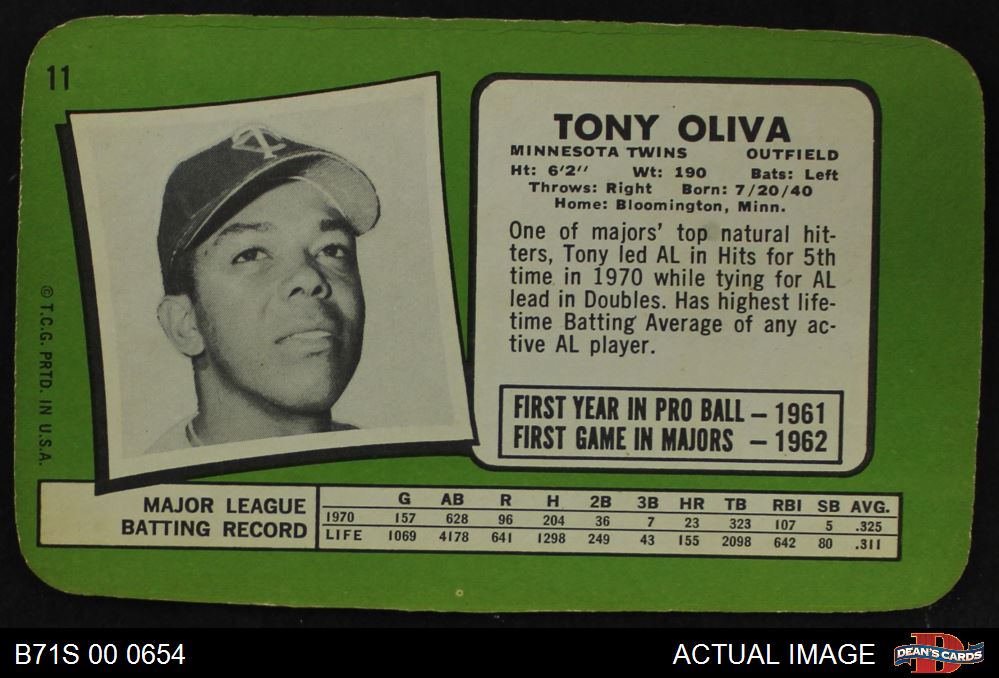 11
TONY OLIVA
MINNESOTA TWINS OUTFIELD
Ht: 6'2" Wt: 190 Bats: Left
Throws: Right Born: 7/20/40
Home: Bloomington, Minn.
One of majors' top natural hit-
ters, Tony led AL in Hits for 5th
time in 1970 while tying for AL
lead in Doubles. Has highest life-
time Batting Average of any ac-
tive AL player.
FIRST YEAR IN PRO BALL – 1961
FIRST GAME IN MAJORS – 1962
© T.C.G. PRTD. IN U.S.A.
MAJOR LEAGUE
BATTING RECORD
G AB R H 2B 3B HR TB RBI SB AVG.
1970 157 628 96 204 36 7 23 323 107 5 .325
LIFE 1069 4178 641 1298 249 43 155 2098 642 80 .311
B71S 00 0654
ACTUAL IMAGE
DEAN'S CARDS